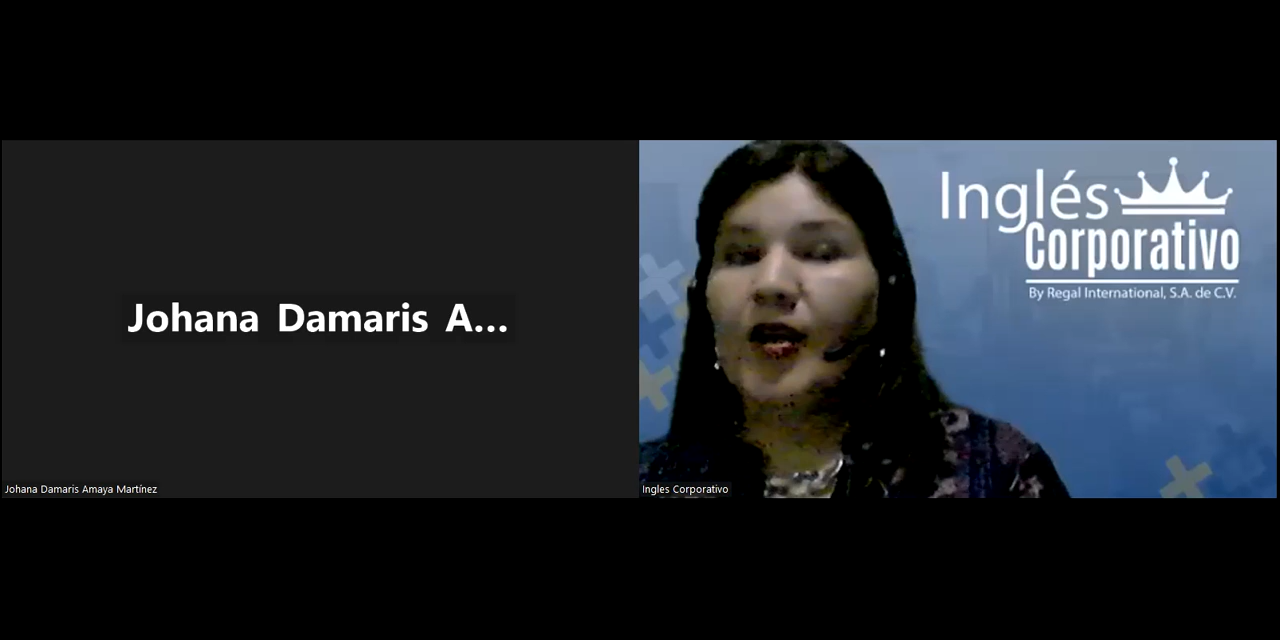 Johana Damaris A...
Johana Damaris Amaya Martínez
Inglés
Corporativo
By Regal International, S.A. de C.V.
Ingles Corporativo